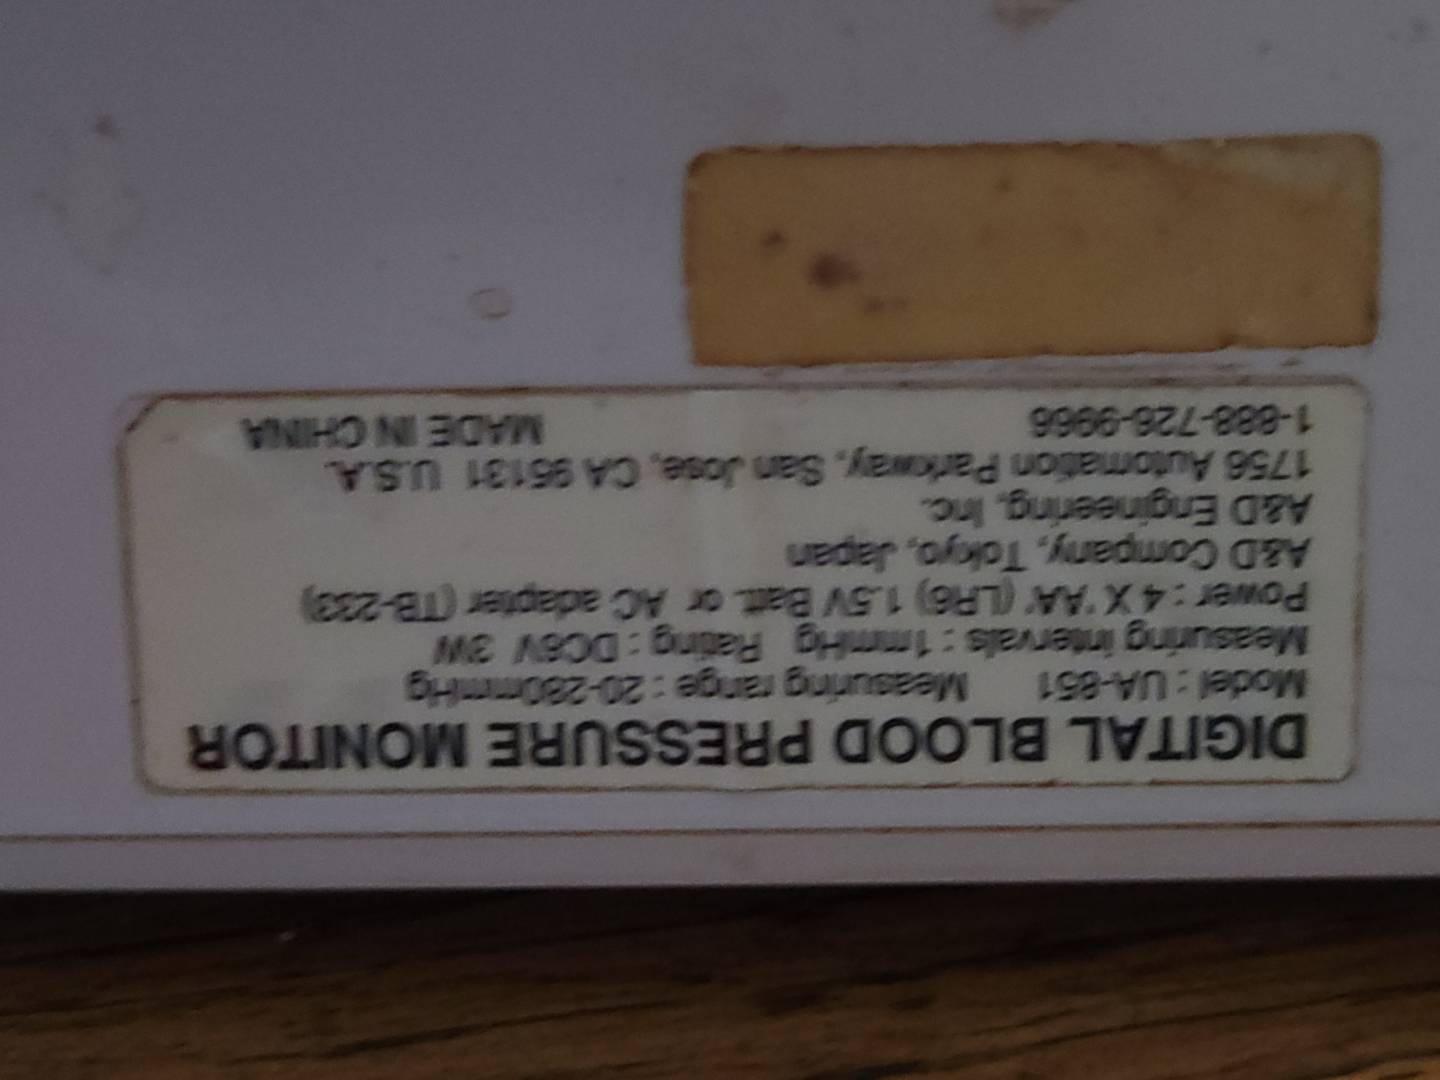 DIGITAL BLOOD PRESSURE MONITOR
Model : UA-851 Measuring range : 20-280mmHg
Measuring intervals : 1mmHg Rating : DC6V 3W
Power : 4 X 'AA' (LR6) 1.5V Batt. or AC adapter (TB-233)
A&D Company, Tokyo, Japan
A&D Engineering, Inc.
1756 Automation Parkway, San Jose, CA 95131 U.S.A.
1-888-726-9966 MADE IN CHINA